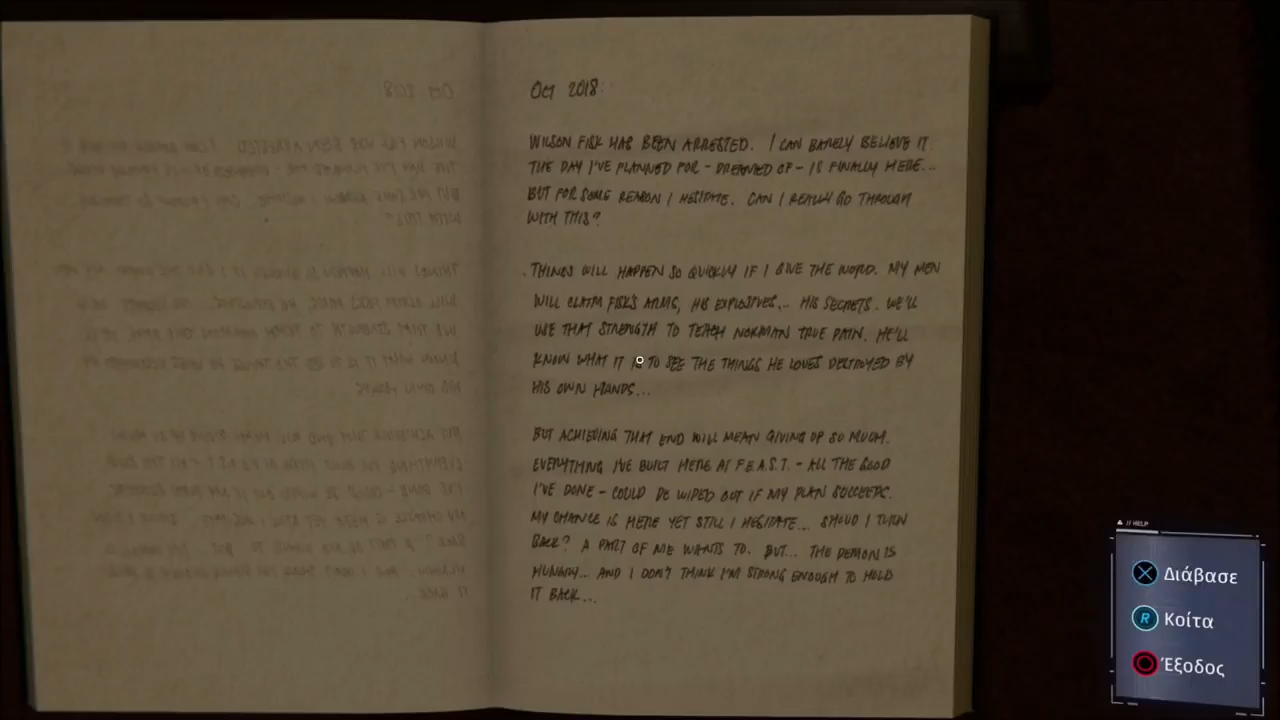 Oct 2018:
WILSON FISK HAS BEEN ARRESTED. I CAN BARELY BELIEVE IT.
THE DAY I'VE PLANNED FOR - DREAMED OF - IS FINALLY HERE...
BUT FOR SOME REASON I HESITATE. CAN I REALLY GO THROUGH
WITH THIS?
THINGS WILL HAPPEN SO QUICKLY IF I GIVE THE WORD. MY MEN
WILL CLAIM FISK'S ARMS, HIS EXPLOSIVES... HIS SECRETS. WE'LL
USE THAT STRENGTH TO TEACH NORMAN TRUE PAIN. HE'LL
KNOW WHAT IT IS TO SEE THE THINGS HE LOVES DESTROYED BY
HIS OWN HANDS...
BUT ACHIEVING THAT END WILL MEAN GIVING UP SO MUCH.
EVERYTHING I'VE BUILT HERE AT F.E.A.S.T. - ALL THE GOOD
I'VE DONE - COULD BE WIPED OUT IF MY PLAN SUCCEEDS.
MY CHANCE IS HERE YET STILL I HESITATE... SHOUD I TURN
BACK? A PART OF ME WANTS TO. BUT... THE DEMON IS
HUNGRY... AND I DON'T THINK I'M STRONG ENOUGH TO HOLD
IT BACK...
// HELP
Διάβασε
R Κοίτα
Έξοδος